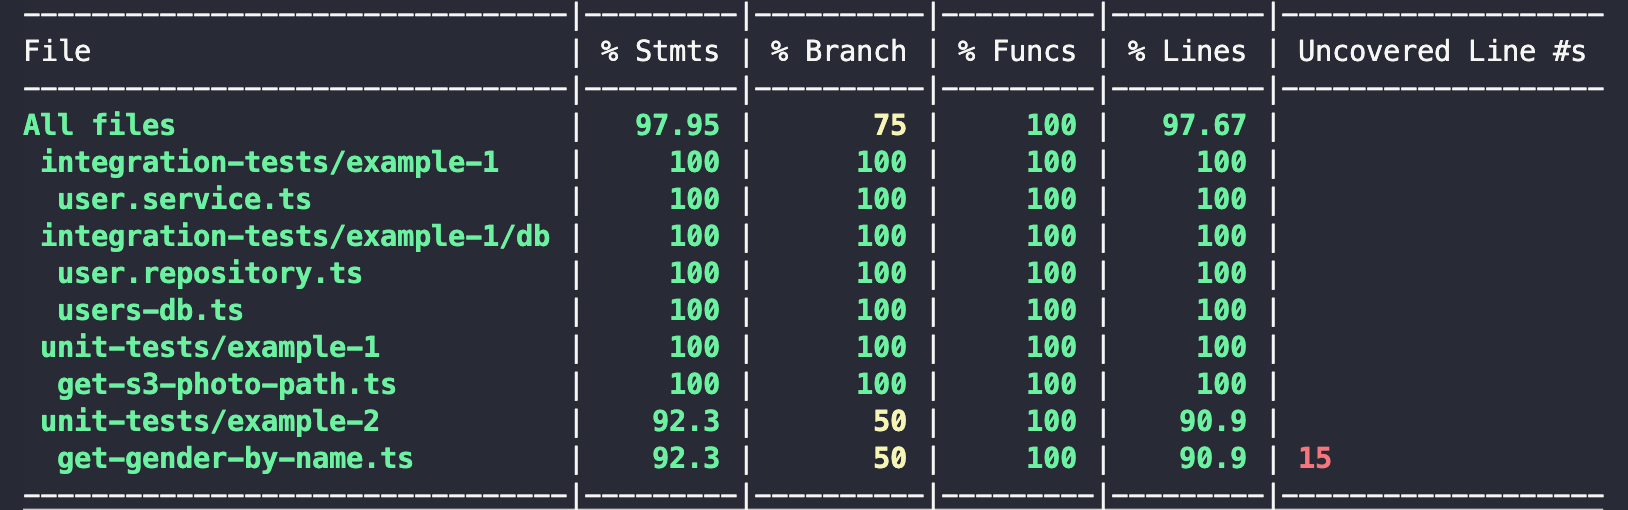 -------------------------------|---------|----------|---------|---------|-------------------
File | % Stmts | % Branch | % Funcs | % Lines | Uncovered Line #s
-------------------------------|---------|----------|---------|---------|-------------------
All files | 97.95 | 75 | 100 | 97.67 |
integration-tests/example-1 | 100 | 100 | 100 | 100 |
user.service.ts | 100 | 100 | 100 | 100 |
integration-tests/example-1/db | 100 | 100 | 100 | 100 |
user.repository.ts | 100 | 100 | 100 | 100 |
users-db.ts | 100 | 100 | 100 | 100 |
unit-tests/example-1 | 100 | 100 | 100 | 100 |
get-s3-photo-path.ts | 100 | 100 | 100 | 100 |
unit-tests/example-2 | 92.3 | 50 | 100 | 90.9 |
get-gender-by-name.ts | 92.3 | 50 | 100 | 90.9 | 15
-------------------------------|---------|----------|---------|---------|-------------------